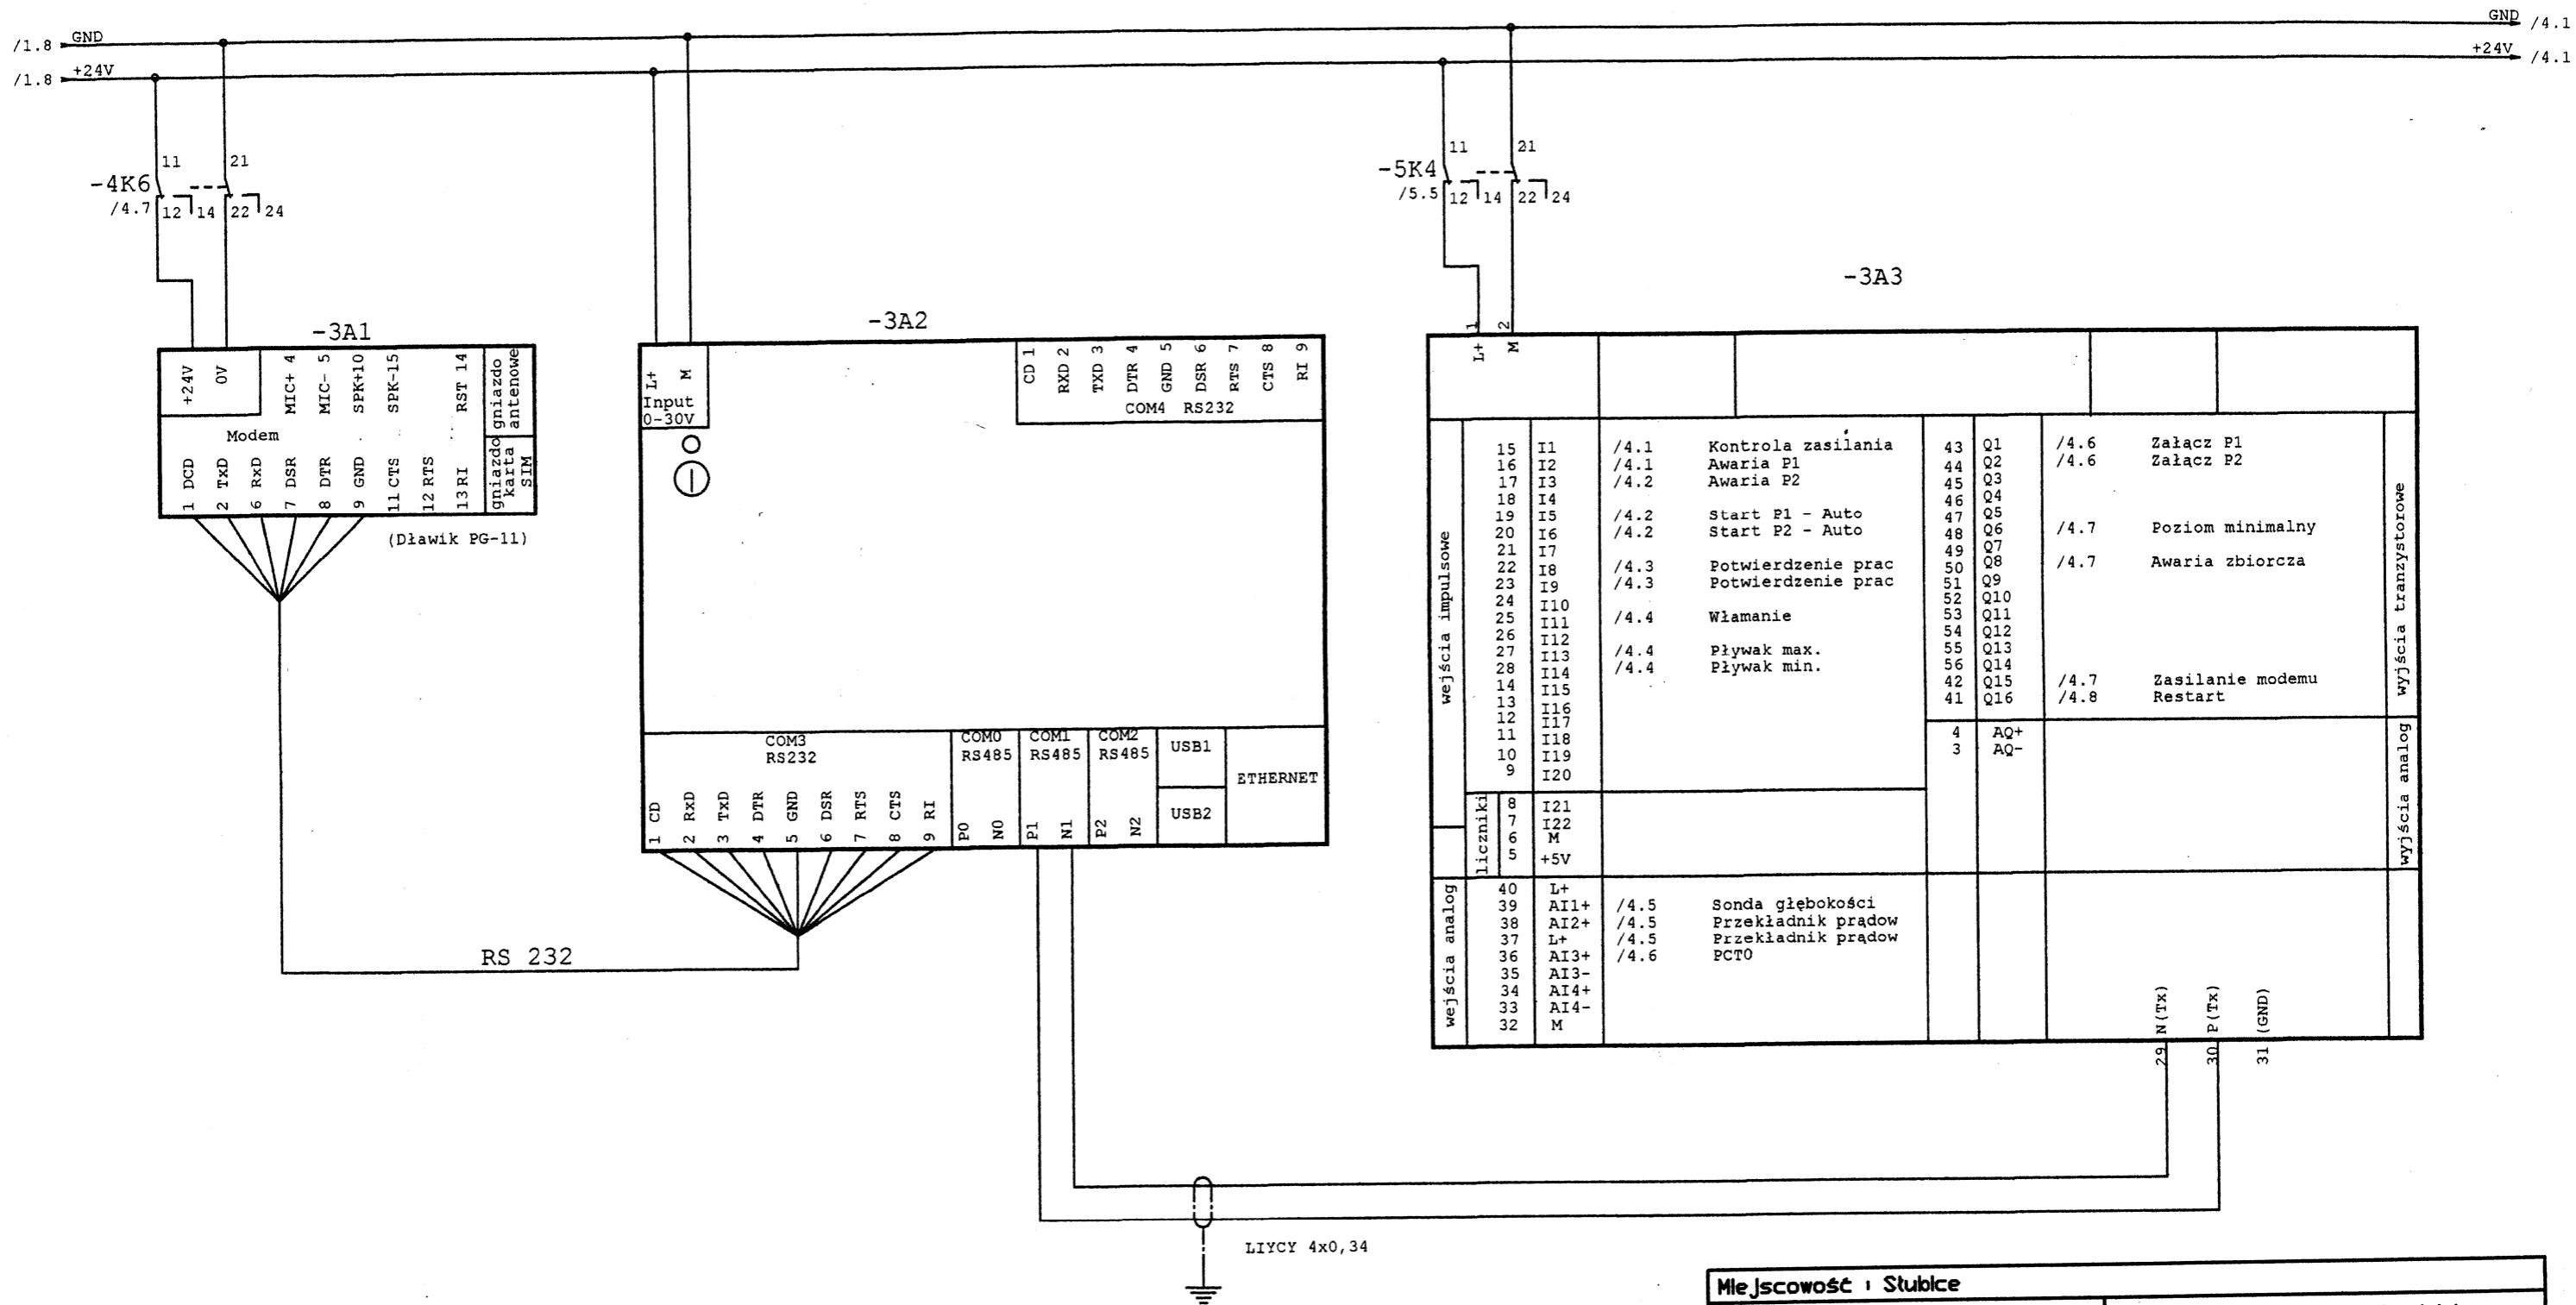 /1.8 GND GND /4.1
/1.8 +24V +24V /4.1
11 21
-4K6
/4.7 12 14 22 24
11 21
-5K4
/5.5 12 14 22 24
-3A1
+24V 0V MIC+ 4 MIC- 5 SPK+10 SPK-15 RST 14
gniazdo antenowe
Modem
1 DCD
2 TxD
6 RxD
7 DSR
8 DTR
9 GND
11 CTS
12 RTS
13 RI
gniazdo karta SIM
(Dławik PG-11)
RS 232
-3A2
L+ M
Input
0-30V
CD 1
RXD 2
TXD 3
DTR 4
GND 5
DSR 6
RTS 7
CTS 8
RI 9
COM4 RS232
COM3
RS232
1 CD
2 RxD
3 TxD
4 DTR
5 GND
6 DSR
7 RTS
8 CTS
9 RI
COM0
RS485
P0 N0
COM1
RS485
P1 N1
COM2
RS485
P2 N2
USB1
USB2
ETHERNET
-3A3
1 2
L+ M
wejścia impulsowe
15 I1 /4.1 Kontrola zasilania
16 I2 /4.1 Awaria P1
17 I3 /4.2 Awaria P2
18 I4
19 I5 /4.2 Start P1 - Auto
20 I6 /4.2 Start P2 - Auto
21 I7
22 I8 /4.3 Potwierdzenie prac
23 I9 /4.3 Potwierdzenie prac
24 I10
25 I11 /4.4 Włamanie
26 I12
27 I13 /4.4 Pływak max.
28 I14 /4.4 Pływak min.
14 I15
13 I16
12 I17
11 I18
10 I19
9 I20
liczniki
8 I21
7 I22
6 M
5 +5V
wejścia analog
40 L+
39 AI1+ /4.5 Sonda głębokości
38 AI2+ /4.5 Przekładnik prądow
37 L+ /4.5 Przekładnik prądow
36 AI3+ /4.6 PCTO
35 AI3-
34 AI4+
33 AI4-
32 M
43 Q1 /4.6 Załącz P1
44 Q2 /4.6 Załącz P2
45 Q3
46 Q4
47 Q5
48 Q6 /4.7 Poziom minimalny
49 Q7
50 Q8 /4.7 Awaria zbiorcza
51 Q9
52 Q10
53 Q11
54 Q12
55 Q13
56 Q14
42 Q15 /4.7 Zasilanie modemu
41 Q16 /4.8 Restart
wyjścia tranzystorowe
4 AQ+
3 AQ-
wyjścia analog
29 N(Tx)
30 P(Tx)
31 (GND)
LIYCY 4x0,34
Miejscowość : Słubice